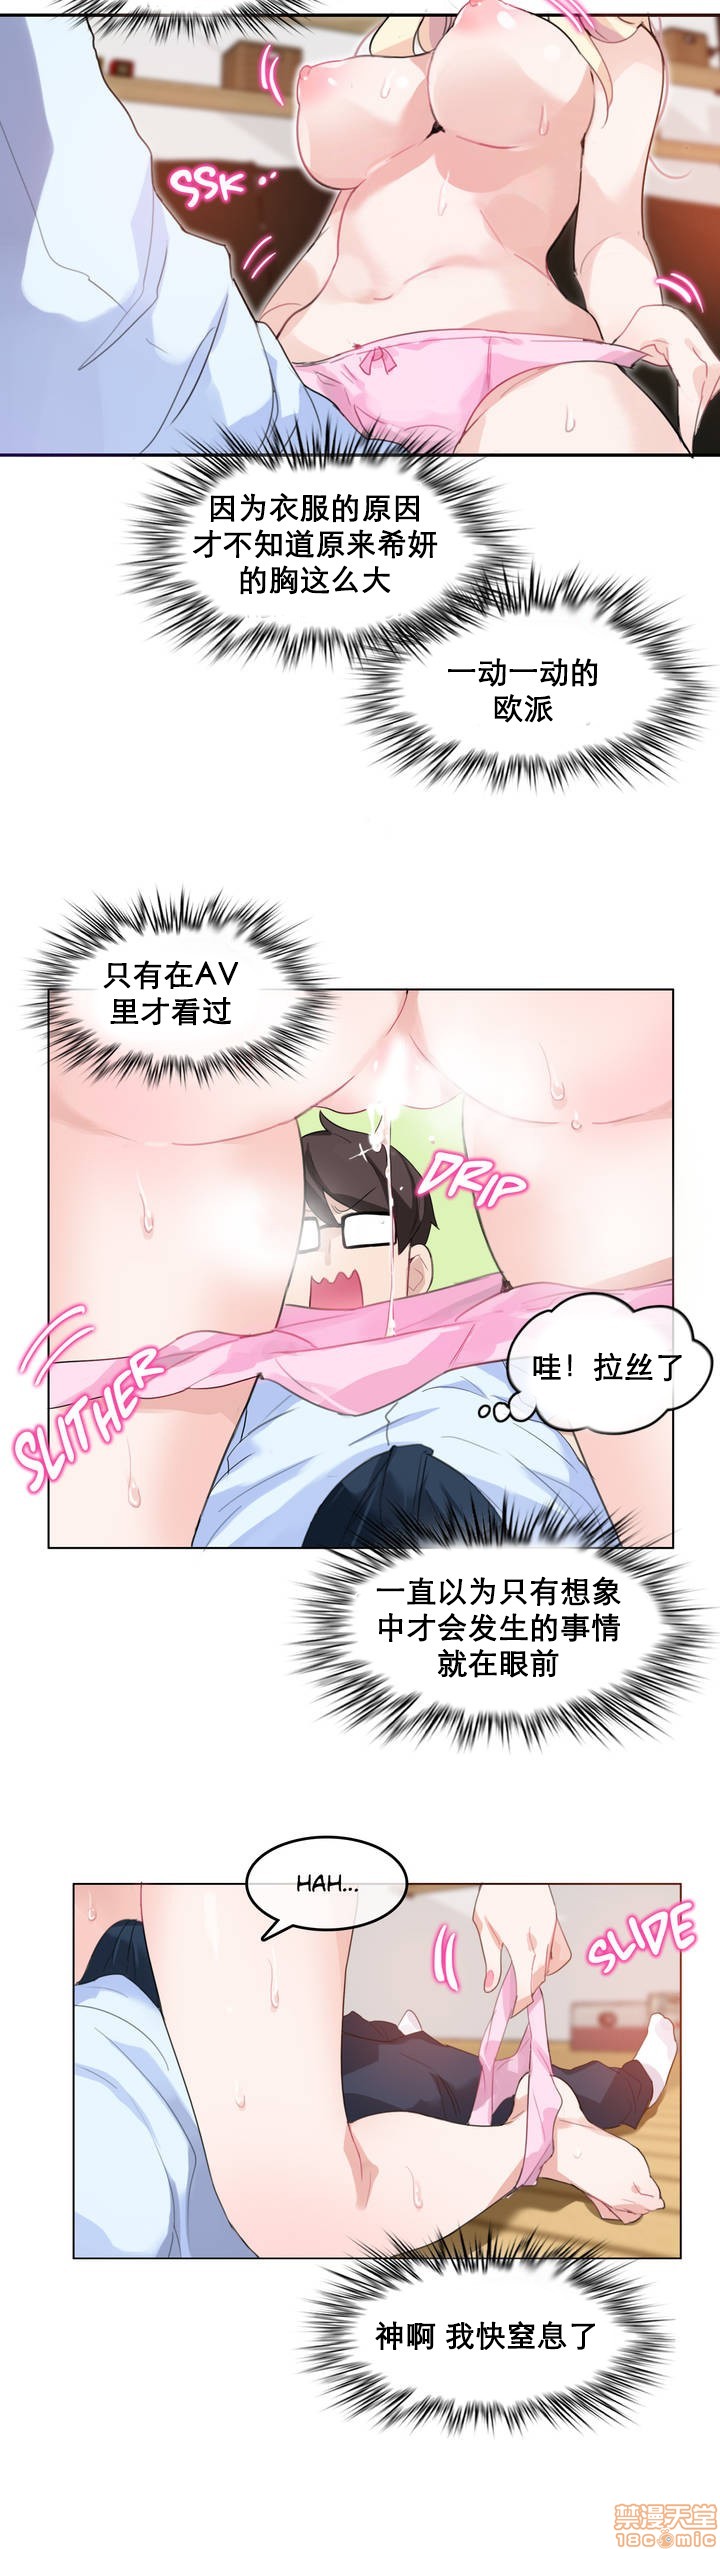 SSK..
因为衣服的原因
才不知道原来希妍
的胸这么大
一动一动的
欧派
只有在AV
里才看过
DRIP
哇！拉丝了
SLITHER
一直以为只有想象
中才会发生的事情
就在眼前
HAH...
SLIDE
神啊 我快窒息了
禁漫天堂
18comic